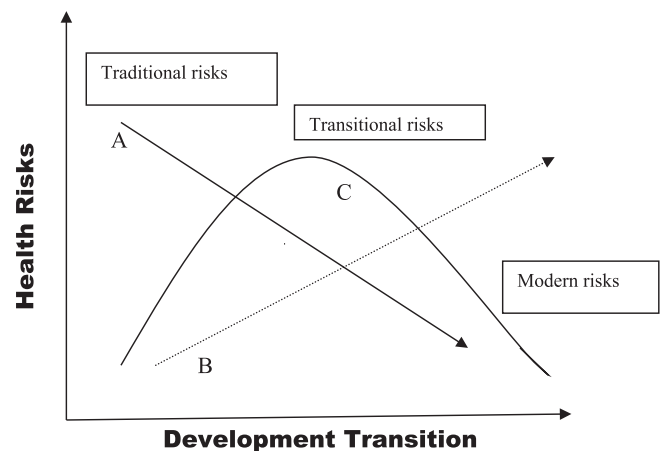 Traditional risks
Transitional risks
A
C
Modern risks
B
Health Risks
Development Transition